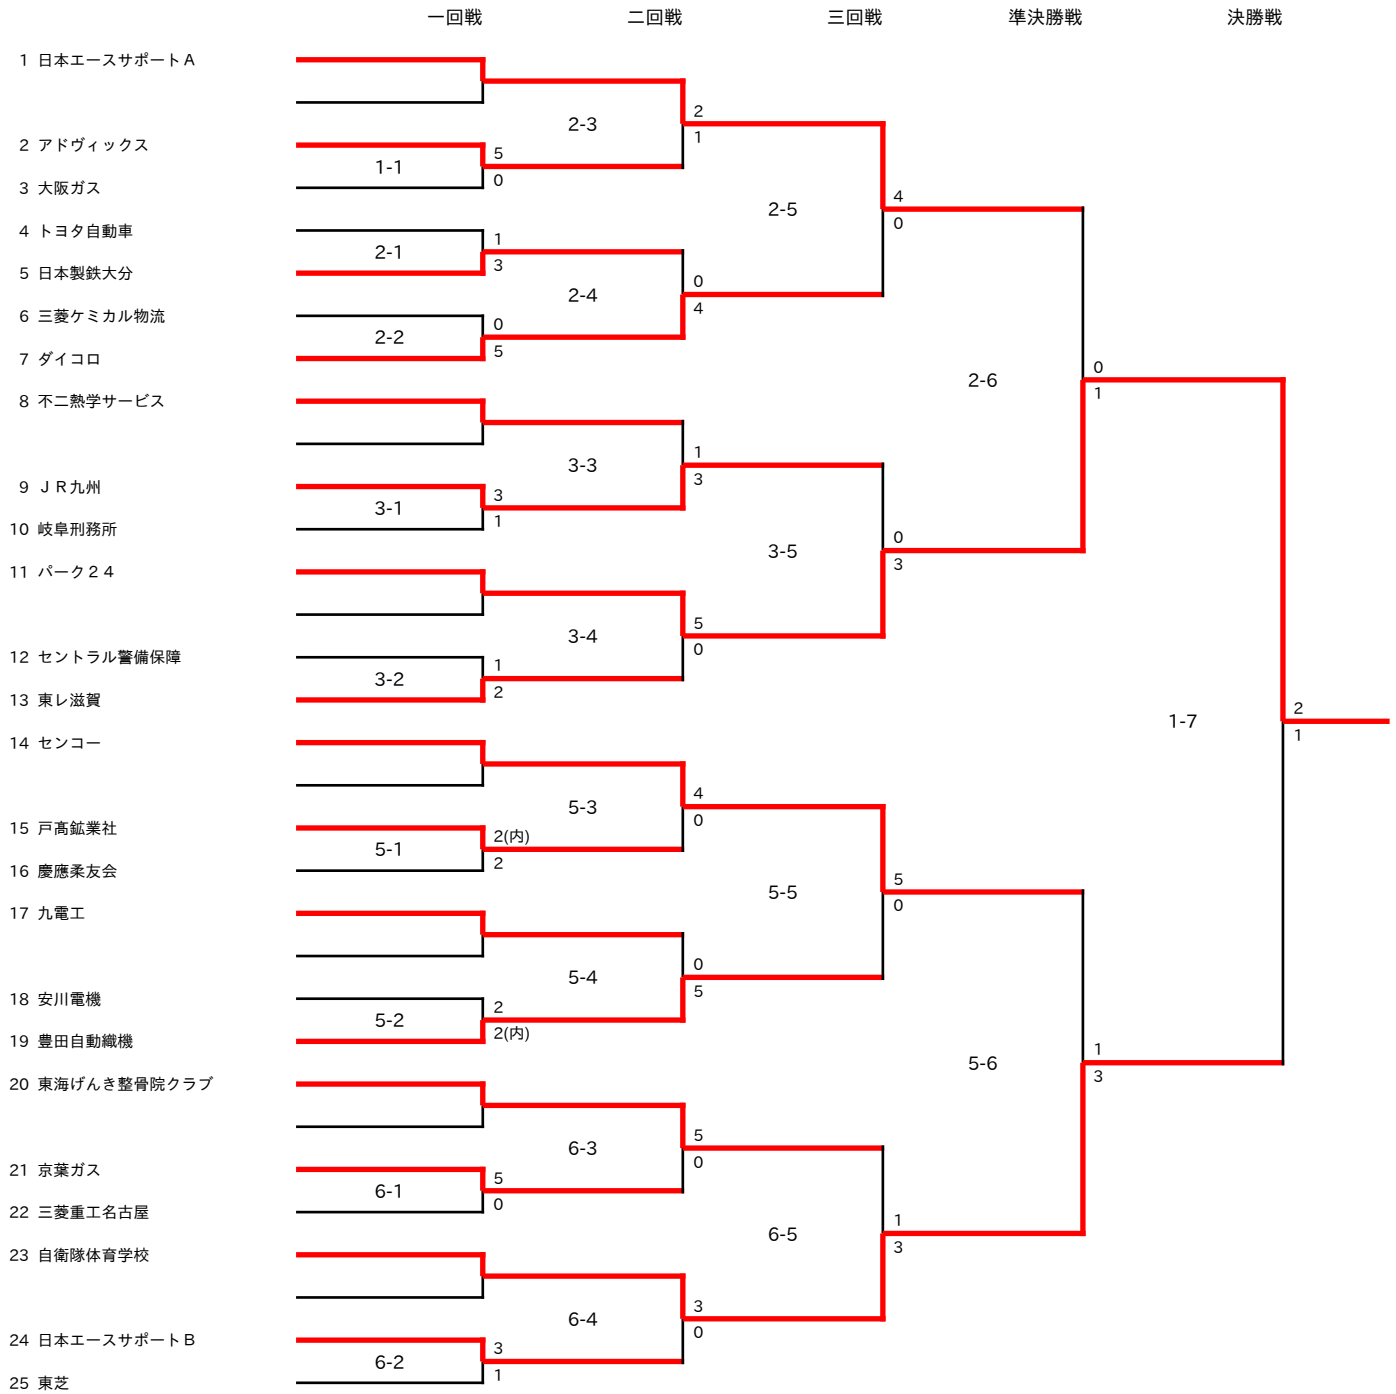 一回戦 二回戦 三回戦 準決勝戦 決勝戦
1 日本エースサポートA
2
2-3
1
2 アドヴィックス
5
1-1
0
3 大阪ガス
4
2-5
0
4 トヨタ自動車
1
2-1
3
5 日本製鉄大分
0
2-4
4
6 三菱ケミカル物流
0
2-2
5
7 ダイコロ
0
2-6
1
8 不二熱学サービス
1
3-3
3
9 JR九州
3
3-1
1
10 岐阜刑務所
0
3-5
3
11 パーク24
5
3-4
0
12 セントラル警備保障
1
3-2
2
13 東レ滋賀
2
1-7
1
14 センコー
4
5-3
0
15 戸髙鉱業社
2(内)
5-1
2
16 慶應柔友会
5
5-5
0
17 九電工
0
5-4
5
18 安川電機
2
5-2
2(内)
19 豊田自動織機
1
5-6
3
20 東海げんき整骨院クラブ
5
6-3
0
21 京葉ガス
5
6-1
0
22 三菱重工名古屋
1
6-5
3
23 自衛隊体育学校
3
6-4
0
24 日本エースサポートB
3
6-2
1
25 東芝